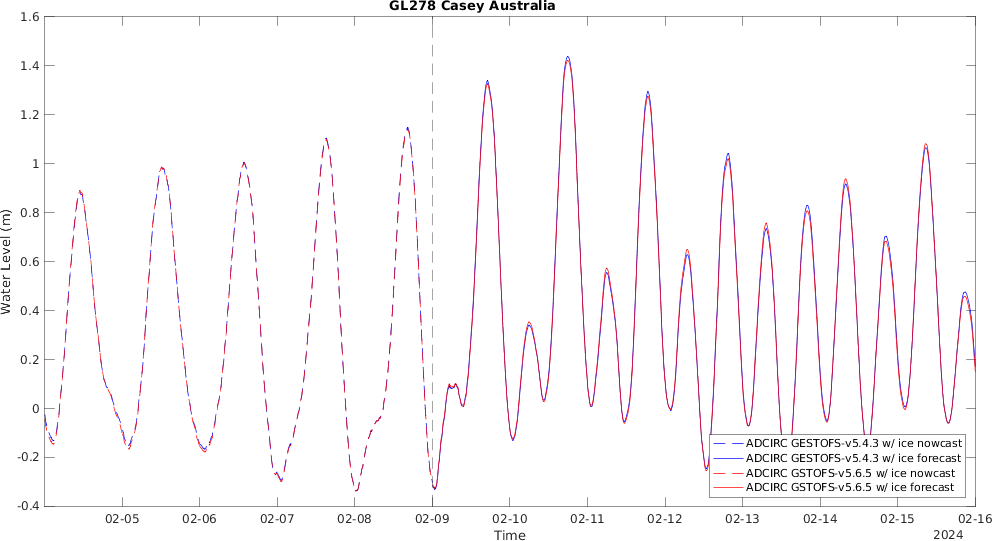 GL278 Casey Australia
Water Level (m)
1.6
1.4
1.2
1
0.8
0.6
0.4
0.2
0
-0.2
-0.4
ADCIRC GESTOFS-v5.4.3 w/ ice nowcast
ADCIRC GESTOFS-v5.4.3 w/ ice forecast
ADCIRC GSTOFS-v5.6.5 w/ ice nowcast
ADCIRC GSTOFS-v5.6.5 w/ ice forecast
02-05 02-06 02-07 02-08 02-09 02-10 02-11 02-12 02-13 02-14 02-15 02-16
Time
2024